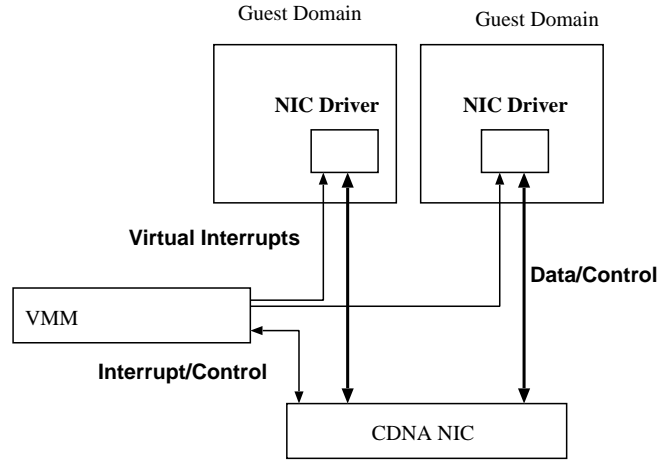 Guest Domain
Guest Domain
NIC Driver
NIC Driver
Virtual Interrupts
Data/Control
VMM
Interrupt/Control
CDNA NIC